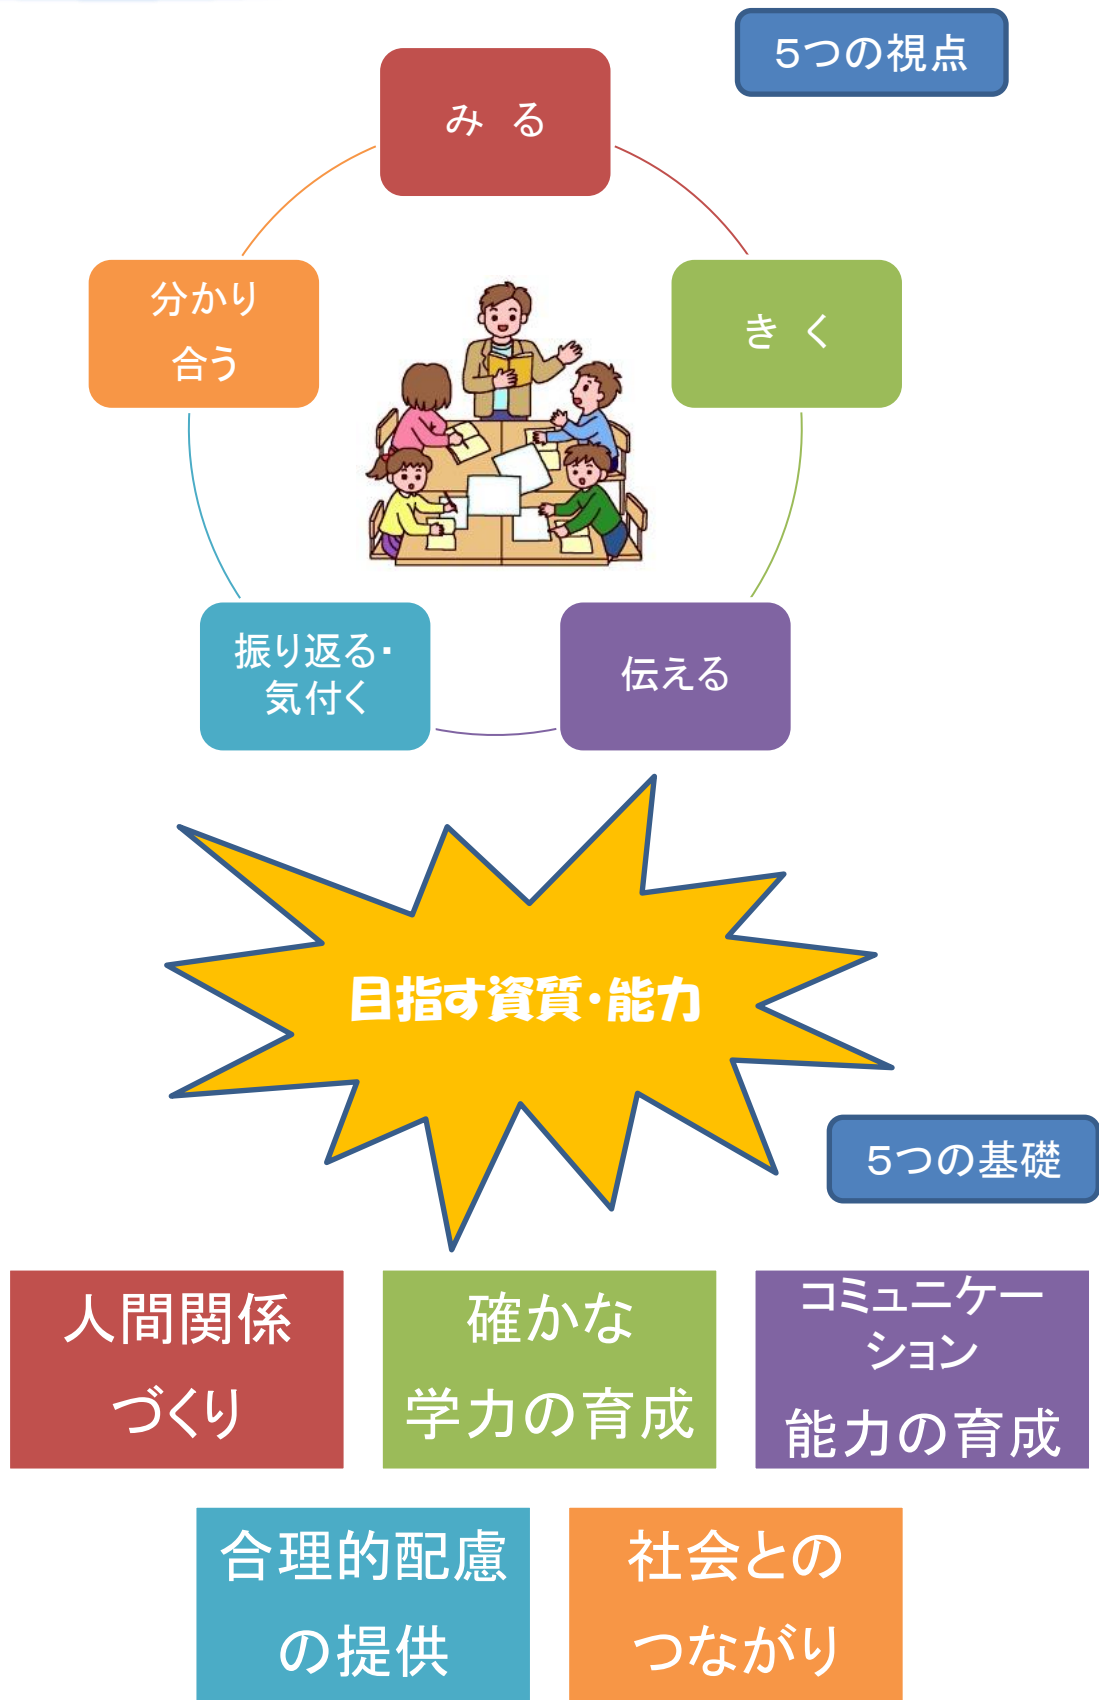 5つの視点
み る
き く
分かり
合う
伝える
振り返る・
気付く
目指す資質・能力
5つの基礎
人間関係
づくり
確かな
学力の育成
コミュニケー
ション
能力の育成
合理的配慮
の提供
社会との
つながり